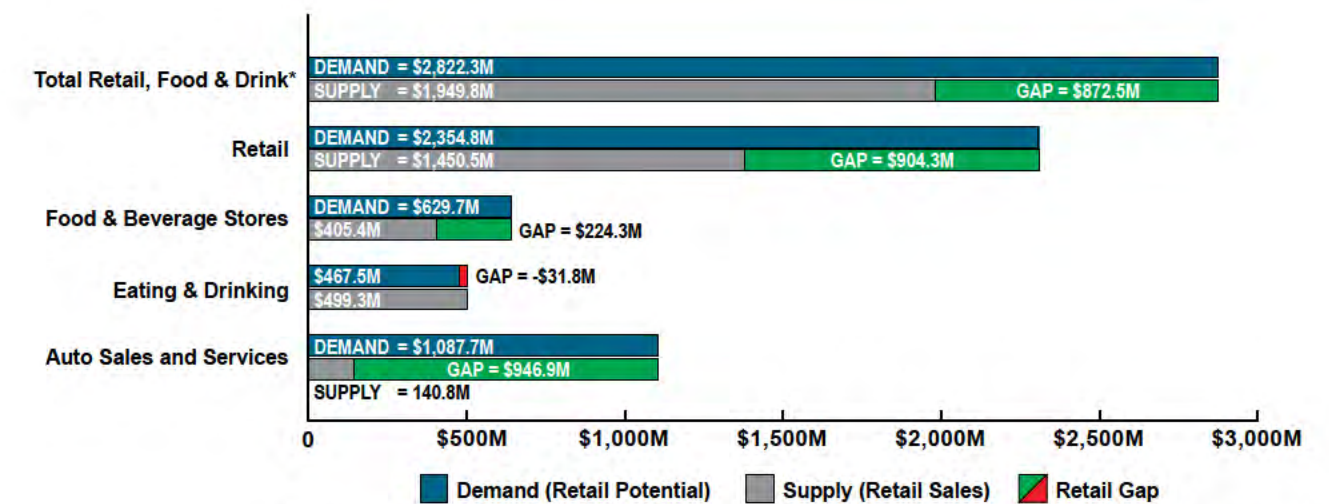 Total Retail, Food & Drink*
DEMAND = $2,822.3M
SUPPLY = $1,949.8M
GAP = $872.5M
Retail
DEMAND = $2,354.8M
SUPPLY = $1,450.5M
GAP = $904.3M
Food & Beverage Stores
DEMAND = $629.7M
$405.4M
GAP = $224.3M
Eating & Drinking
$467.5M
GAP = -$31.8M
$499.3M
Auto Sales and Services
DEMAND = $1,087.7M
GAP = $946.9M
SUPPLY = 140.8M
0 $500M $1,000M $1,500M $2,000M $2,500M $3,000M
Demand (Retail Potential) Supply (Retail Sales) Retail Gap